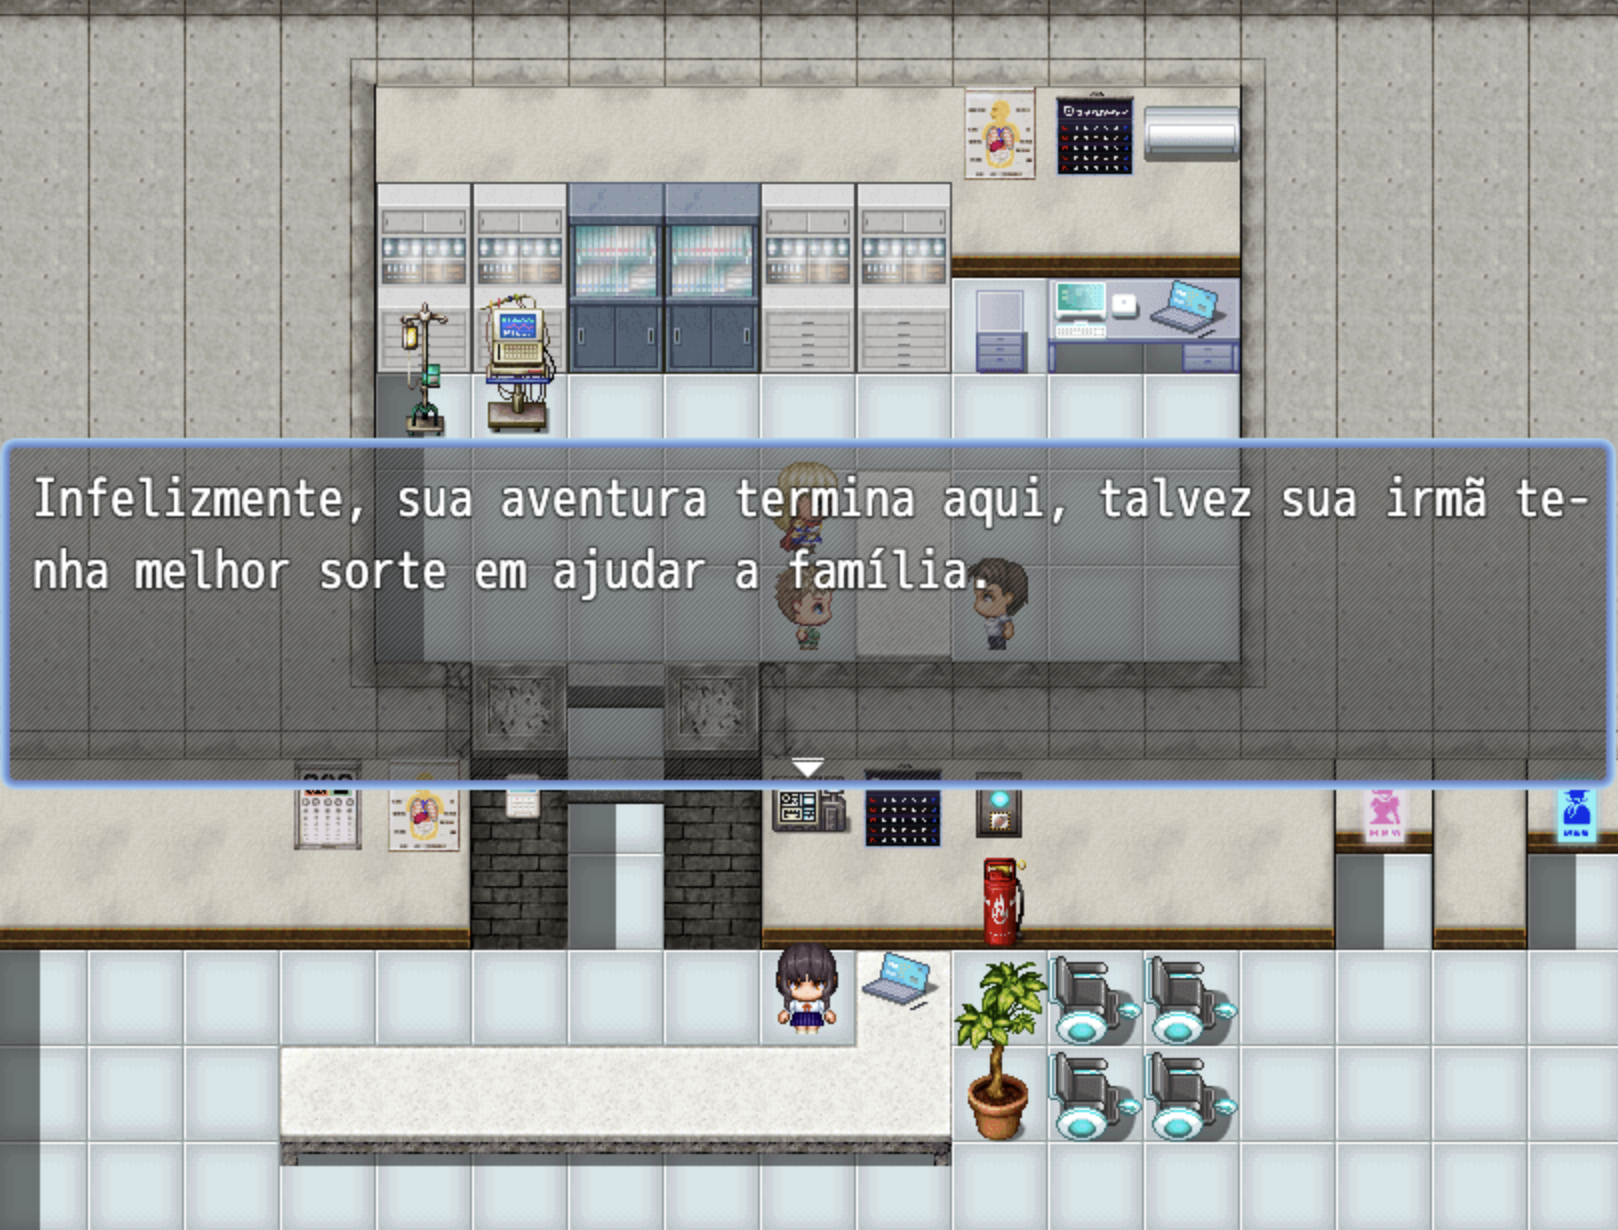 Infelizmente, sua aventura termina aqui, talvez sua irmã te-
nha melhor sorte em ajudar a família.